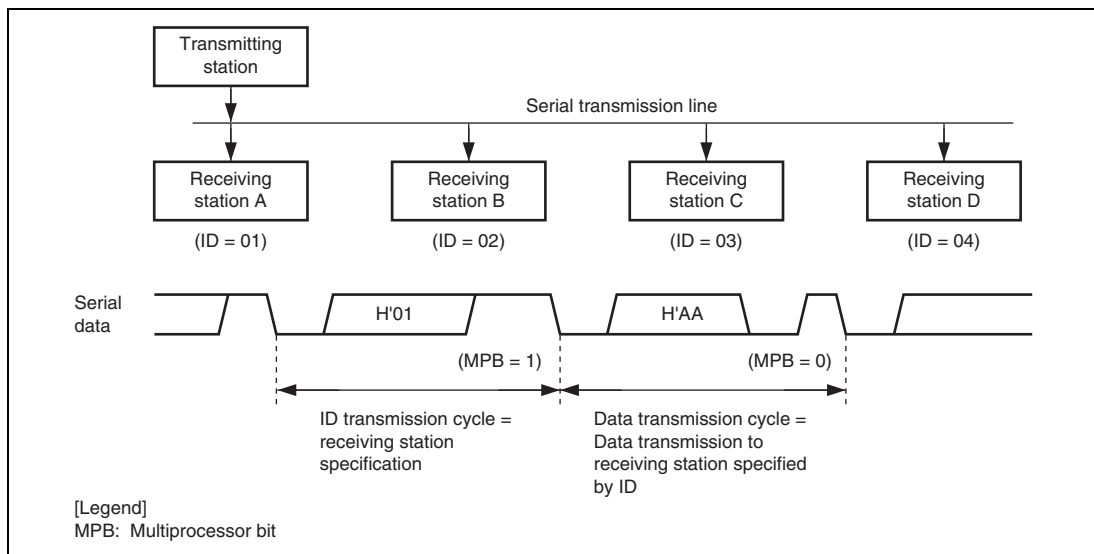 Transmitting
station
Serial transmission line
Receiving
station A
Receiving
station B
Receiving
station C
Receiving
station D
(ID = 01)
(ID = 02)
(ID = 03)
(ID = 04)
Serial
data
H'01
H'AA
(MPB = 1)
(MPB = 0)
ID transmission cycle =
receiving station
specification
Data transmission cycle =
Data transmission to
receiving station specified
by ID
[Legend]
MPB: Multiprocessor bit